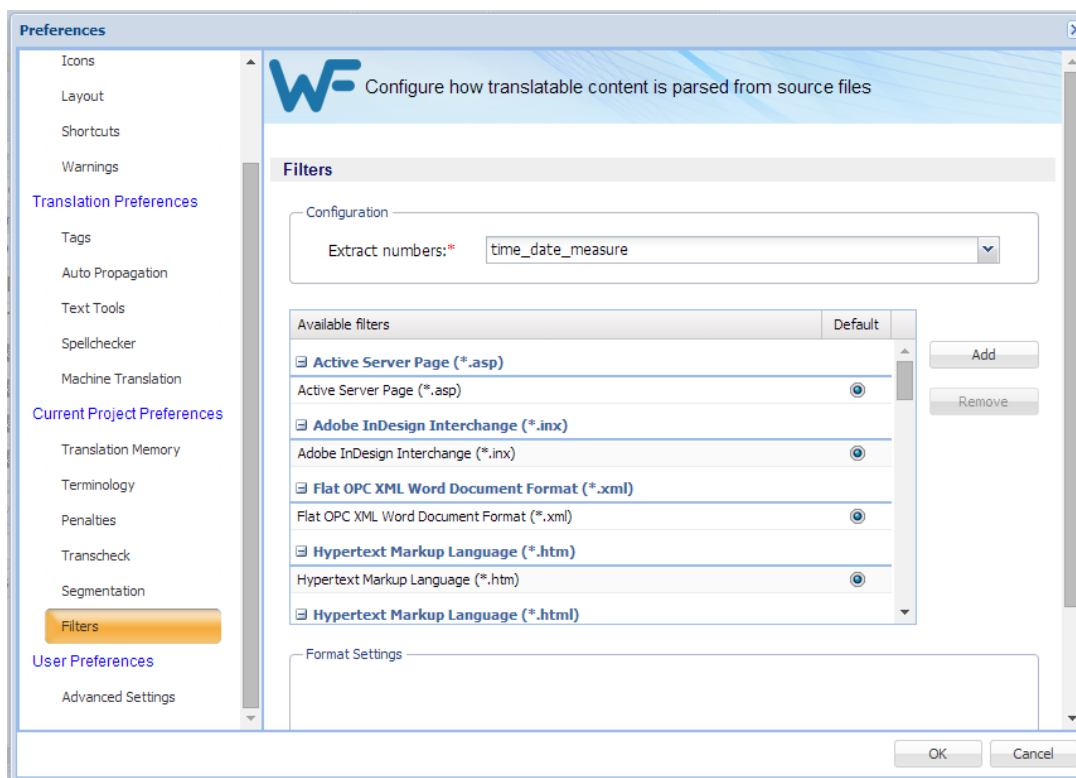 Preferences
Icons
Layout
Shortcuts
Warnings
Translation Preferences
Tags
Auto Propagation
Text Tools
Spellchecker
Machine Translation
Current Project Preferences
Translation Memory
Terminology
Penalties
Transcheck
Segmentation
Filters
User Preferences
Advanced Settings
WF Configure how translatable content is parsed from source files
Filters
Configuration
Extract numbers:* time_date_measure
Available filters Default
Active Server Page (*.asp)
Active Server Page (*.asp)
Adobe InDesign Interchange (*.inx)
Adobe InDesign Interchange (*.inx)
Flat OPC XML Word Document Format (*.xml)
Flat OPC XML Word Document Format (*.xml)
Hypertext Markup Language (*.htm)
Hypertext Markup Language (*.htm)
Hypertext Markup Language (*.html)
Add
Remove
Format Settings
OK Cancel